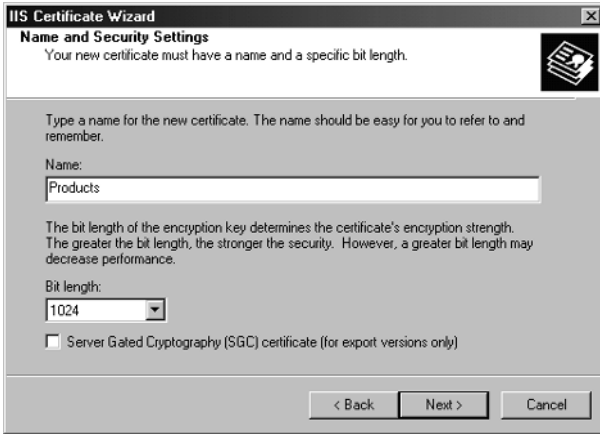 IIS Certificate Wizard
Name and Security Settings
Your new certificate must have a name and a specific bit length.
Type a name for the new certificate. The name should be easy for you to refer to and
remember.
Name:
Products
The bit length of the encryption key determines the certificate's encryption strength.
The greater the bit length, the stronger the security. However, a greater bit length may
decrease performance.
Bit length:
1024
Server Gated Cryptography (SGC) certificate (for export versions only)
< Back
Next >
Cancel